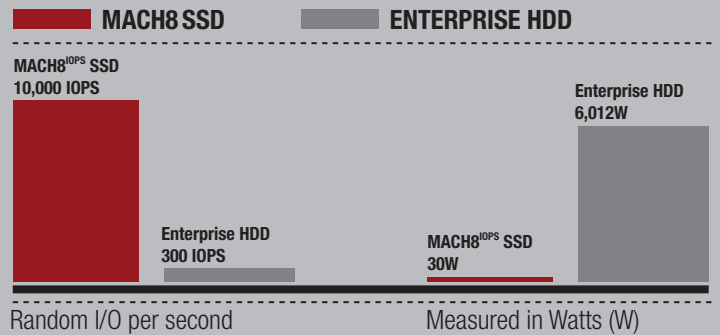 MACH8 SSD
ENTERPRISE HDD
MACH8IOPS SSD
10,000 IOPS
Enterprise HDD
300 IOPS
MACH8IOPS SSD
30W
Enterprise HDD
6,012W
Random I/O per second
Measured in Watts (W)